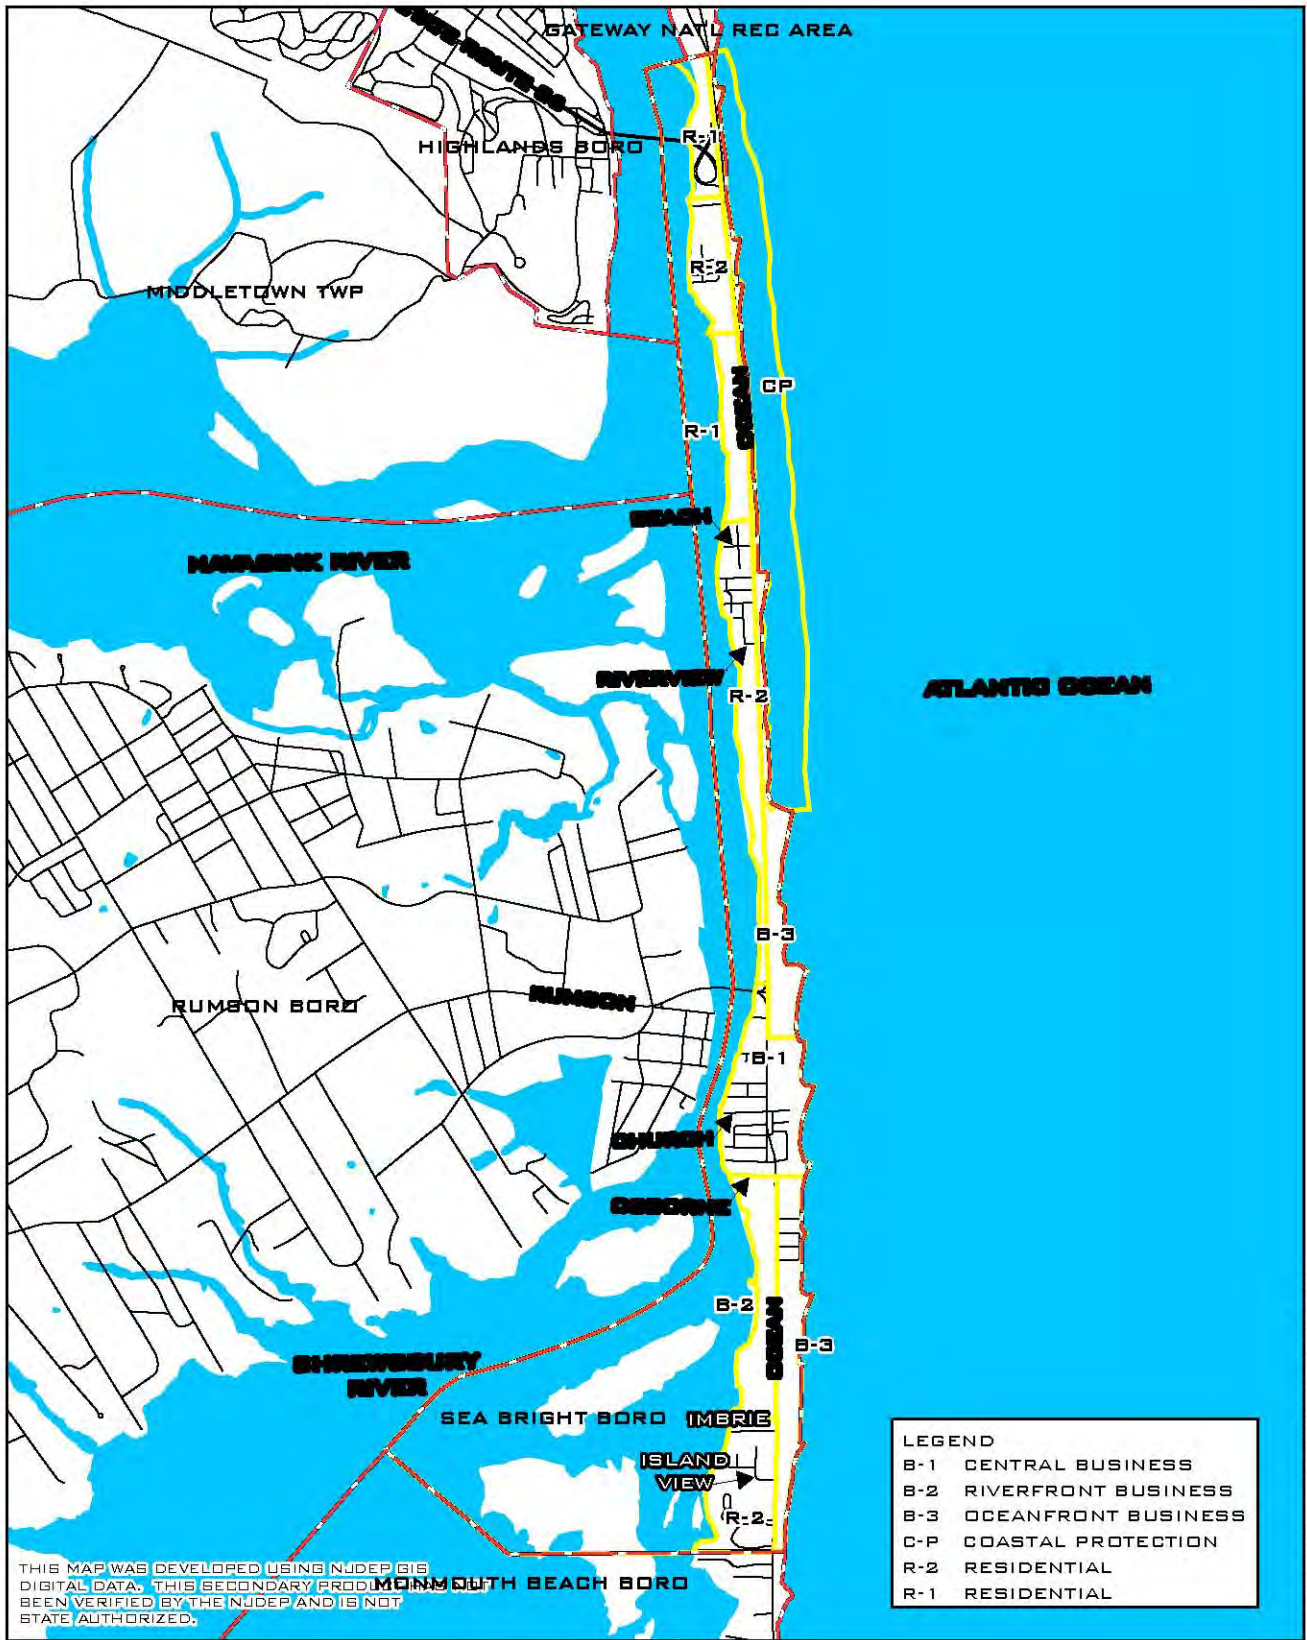 GATEWAY NAT'L REC AREA
STATE ROUTE 36
R-1
HIGHLANDS BORO
R-2
MIDDLETOWN TWP
CP
OCEAN
R-1
BEACH
NAVASINK RIVER
RIVERVIEW
R-2
ATLANTIC OCEAN
B-3
RUMSON
RUMSON BORO
B-1
CHURCH
OSBORNE
B-2
OCEAN
B-3
SHREWSBURY
RIVER
SEA BRIGHT BORO
IMBRIE
ISLAND
VIEW
R-2
LEGEND
B-1 CENTRAL BUSINESS
B-2 RIVERFRONT BUSINESS
B-3 OCEANFRONT BUSINESS
C-P COASTAL PROTECTION
R-2 RESIDENTIAL
R-1 RESIDENTIAL
MONMOUTH BEACH BORO
THIS MAP WAS DEVELOPED USING NJDEP GIS
DIGITAL DATA. THIS SECONDARY
BEEN VERIFIED BY THE NJDEP AND IS NOT
STATE AUTHORIZED.